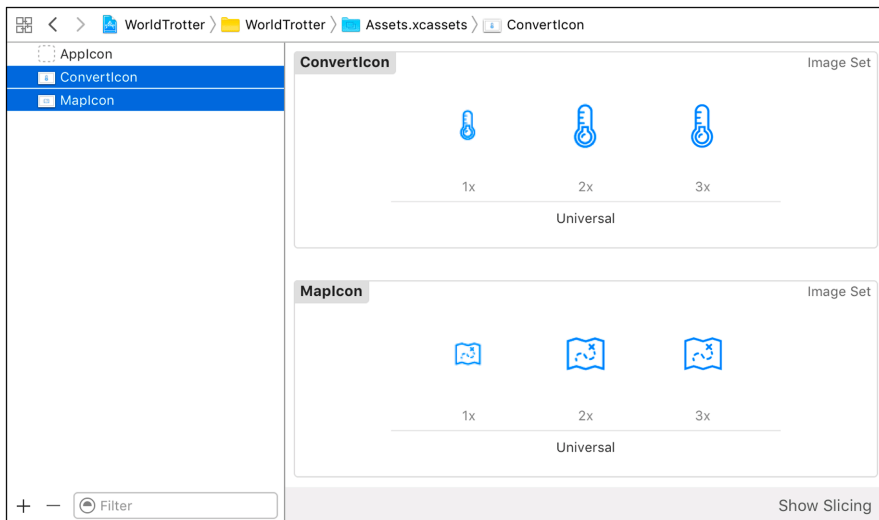 WorldTrotter WorldTrotter Assets.xcassets ConvertIcon
AppIcon
ConvertIcon
MapIcon
ConvertIcon Image Set
1x 2x 3x
Universal
MapIcon Image Set
1x 2x 3x
Universal
Filter
Show Slicing